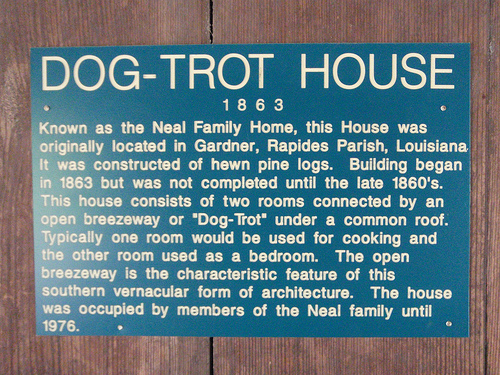 DOG-TROT HOUSE
1863
Known as the Neal Family Home, this House was
originally located in Gardner, Rapides Parish, Louisiana
It was constructed of hewn pine logs. Building began
in 1863 but was not completed until the late 1860's.
This house consists of two rooms connected by an
open breezeway or "Dog-Trot" under a common roof.
Typically one room would be used for cooking and
the other room used as a bedroom. The open
breezeway is the characteristic feature of this
southern vernacular form of architecture. The house
was occupied by members of the Neal family until
1976.